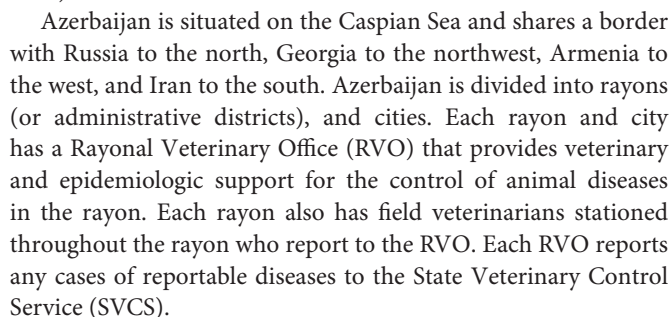 Azerbaijan is situated on the Caspian Sea and shares a border
with Russia to the north, Georgia to the northwest, Armenia to
the west, and Iran to the south. Azerbaijan is divided into rayons
(or administrative districts), and cities. Each rayon and city
has a Rayonal Veterinary Office (RVO) that provides veterinary
and epidemiologic support for the control of animal diseases
in the rayon. Each rayon also has field veterinarians stationed
throughout the rayon who report to the RVO. Each RVO reports
any cases of reportable diseases to the State Veterinary Control
Service (SVCS).